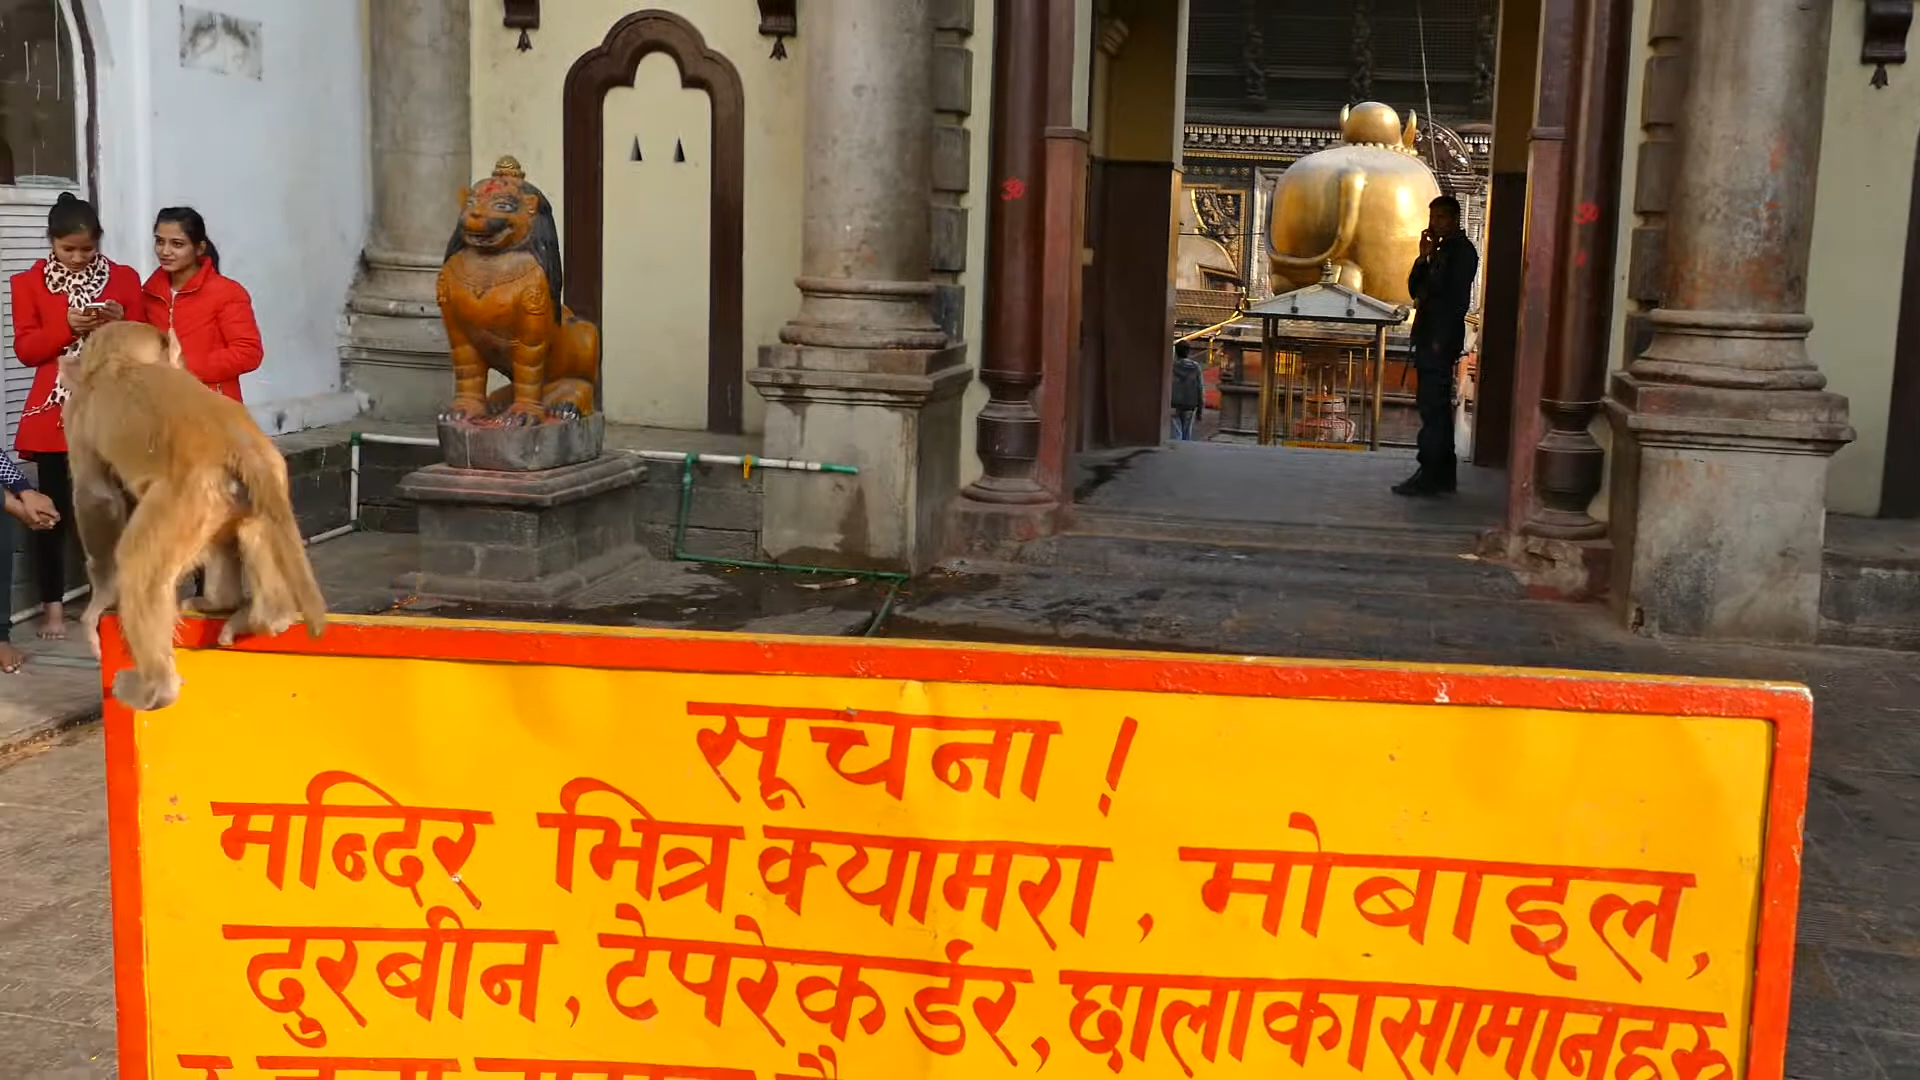 सूचना !
मन्दिर भित्र क्यामरा, मोबाइल,
दुरबीन, टेपरेकर्डर, छालाका सामानहरु